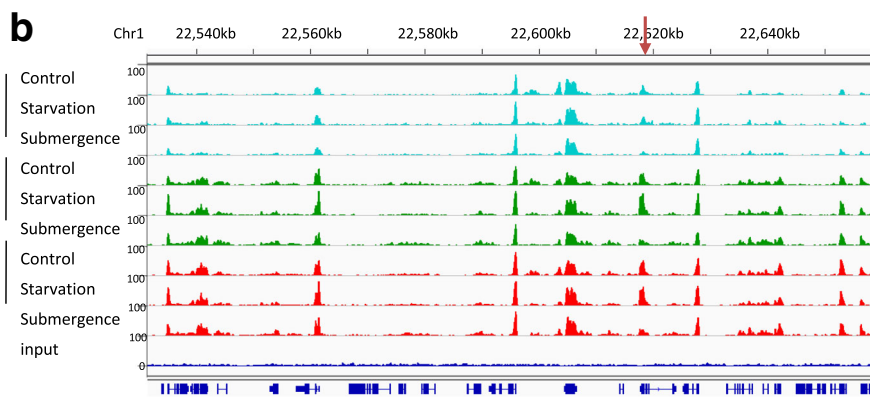 b
Chr1 22,540kb 22,560kb 22,580kb 22,600kb 22,520kb 22,640kb
Control 100
Starvation 100
Submergence 100
Control 100
Starvation 100
Submergence 100
Control 100
Starvation 100
Submergence 100
input 100
0